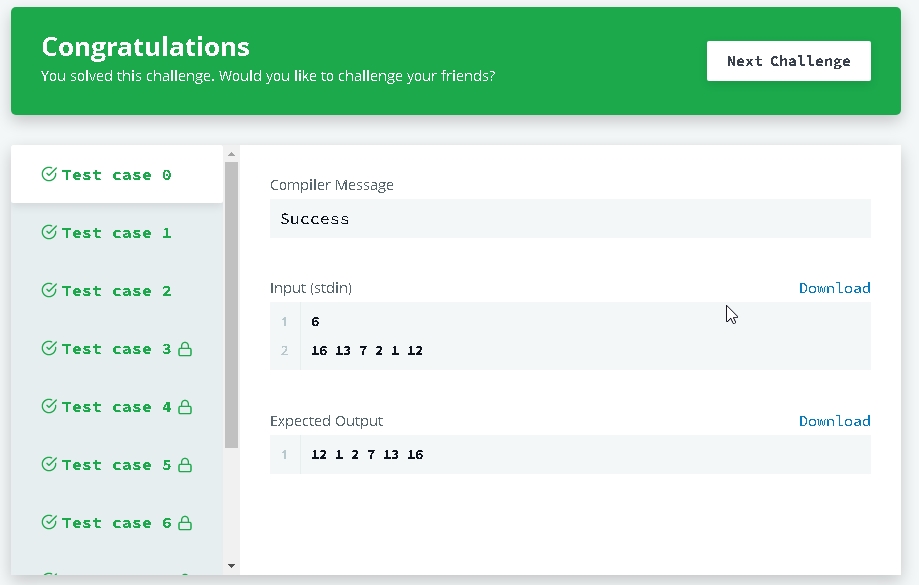 Congratulations
You solved this challenge. Would you like to challenge your friends?
Next Challenge
Test case 0
Test case 1
Test case 2
Test case 3
Test case 4
Test case 5
Test case 6
Compiler Message
Success
Input (stdin)
Download
1 6
2 16 13 7 2 1 12
Expected Output
Download
1 12 1 2 7 13 16